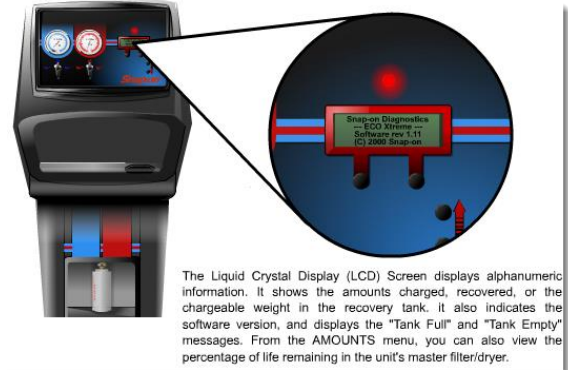 Snap-on
Snap-on Diagnostics
--- ECO Xtreme ---
Software rev 1.11
(C) 2000 Snap-on
The Liquid Crystal Display (LCD) Screen displays alphanumeric
information. It shows the amounts charged, recovered, or the
chargeable weight in the recovery tank. it also indicates the
software version, and displays the "Tank Full" and "Tank Empty"
messages. From the AMOUNTS menu, you can also view the
percentage of life remaining in the unit's master filter/dryer.